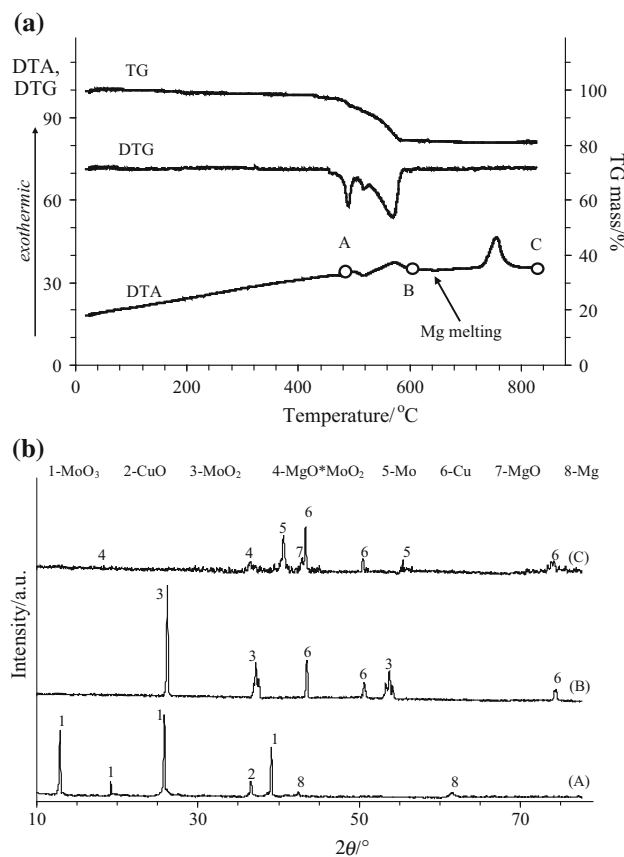 (a)
DTA,
DTG
TG
DTG
DTA
A
B
C
Mg melting
exothermic
90
60
30
0
100
80
60
40
20
0
TG mass/%
0 200 400 600 800
Temperature/°C
(b)
1-MoO₃ 2-CuO 3-MoO₂ 4-MgO*MoO₂ 5-Mo 6-Cu 7-MgO 8-Mg
4 4 5 7 6 6 5 6 (C)
3 3 6 6 3 6 (B)
1 1 1 2 1 8 8 (A)
Intensity/a.u.
10 30 50 70
2θ/°